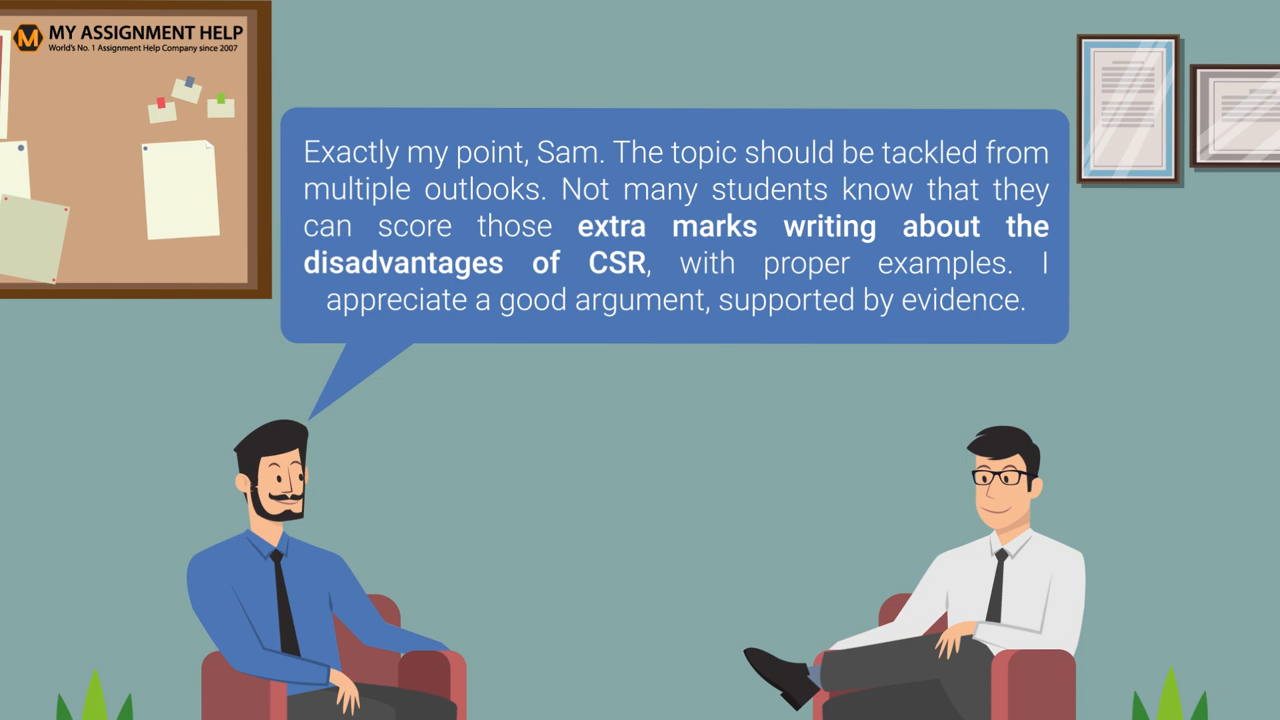 MY ASSIGNMENT HELP
World's No. 1 Assignment Help Company since 2007
Exactly my point, Sam. The topic should be tackled from
multiple outlooks. Not many students know that they
can score those extra marks writing about the
disadvantages of CSR, with proper examples. I
appreciate a good argument, supported by evidence.